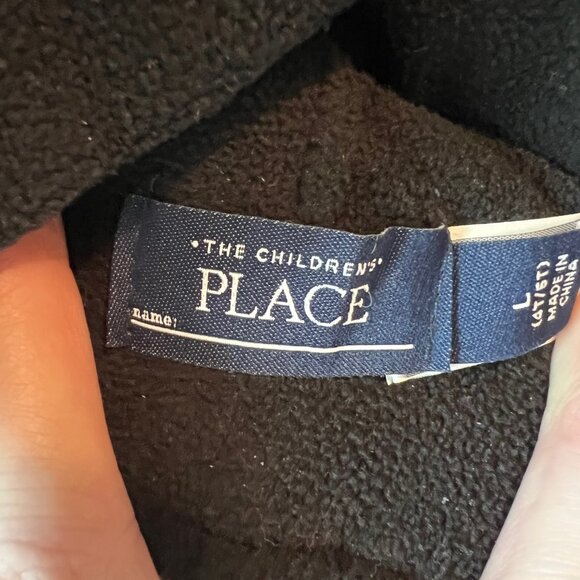 • THE CHILDREN'S •
PLACE
name:
L
(4T/5T)
MADE IN
CHINA